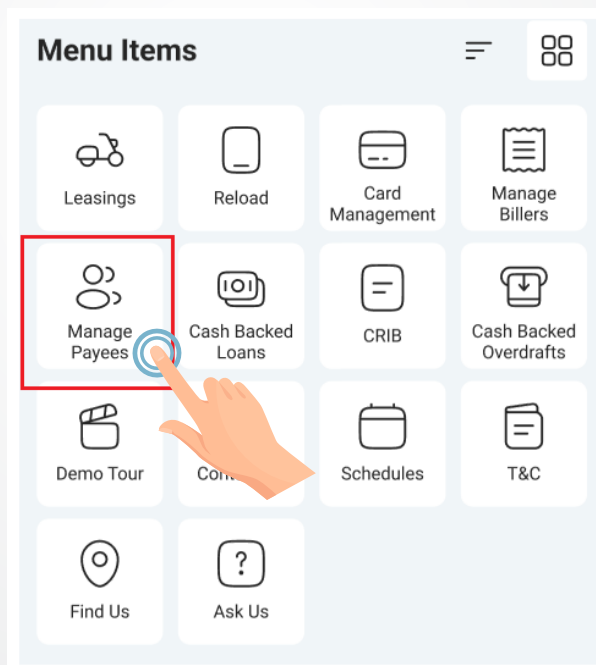 Menu Items
Leasings
Reload
Card
Management
Manage
Billers
Manage
Payees
Cash Backed
Loans
CRIB
Cash Backed
Overdrafts
Demo Tour
Schedules
T&C
Find Us
?
Ask Us